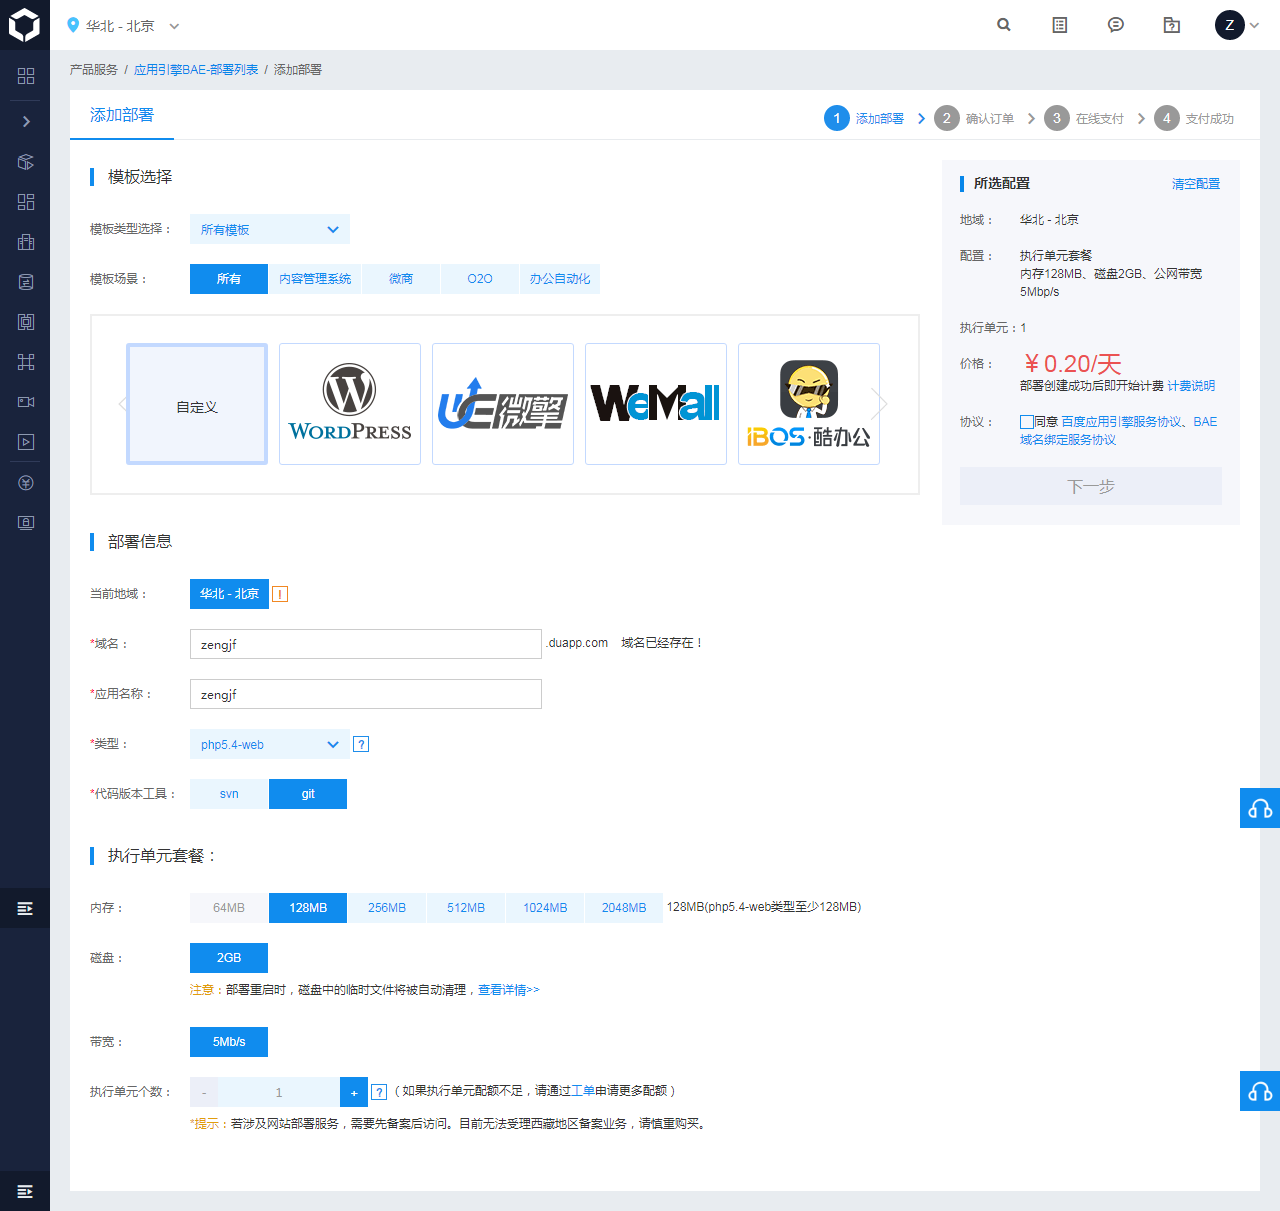 华北 - 北京
Z
产品服务 / 应用引擎BAE-部署列表 / 添加部署
添加部署
1 添加部署 2 确认订单 3 在线支付 4 支付成功
模板选择
模板类型选择： 所有模板
模板场景： 所有 内容管理系统 微商 O2O 办公自动化
自定义
WORDPRESS
WE微擎
WeMall
iBOS·酷办公
所选配置 清空配置
地域： 华北 - 北京
配置： 执行单元套餐
内存128MB、磁盘2GB、公网带宽
5Mbp/s
执行单元：1
价格： ￥0.20/天
部署创建成功后即开始计费 计费说明
协议： 同意 百度应用引擎服务协议、BAE
域名绑定服务协议
下一步
部署信息
当前地域： 华北 - 北京 !
*域名： zengjf .duapp.com 域名已经存在！
*应用名称： zengjf
*类型： php5.4-web ?
*代码版本工具： svn git
执行单元套餐：
内存： 64MB 128MB 256MB 512MB 1024MB 2048MB 128MB(php5.4-web类型至少128MB)
磁盘： 2GB
注意：部署重启时，磁盘中的临时文件将被自动清理，查看详情>>
带宽： 5Mb/s
执行单元个数： - 1 + ? （如果执行单元配额不足，请通过工单申请更多配额）
*提示：若涉及网站部署服务，需要先备案后访问。目前无法受理西藏地区备案业务，请慎重购买。